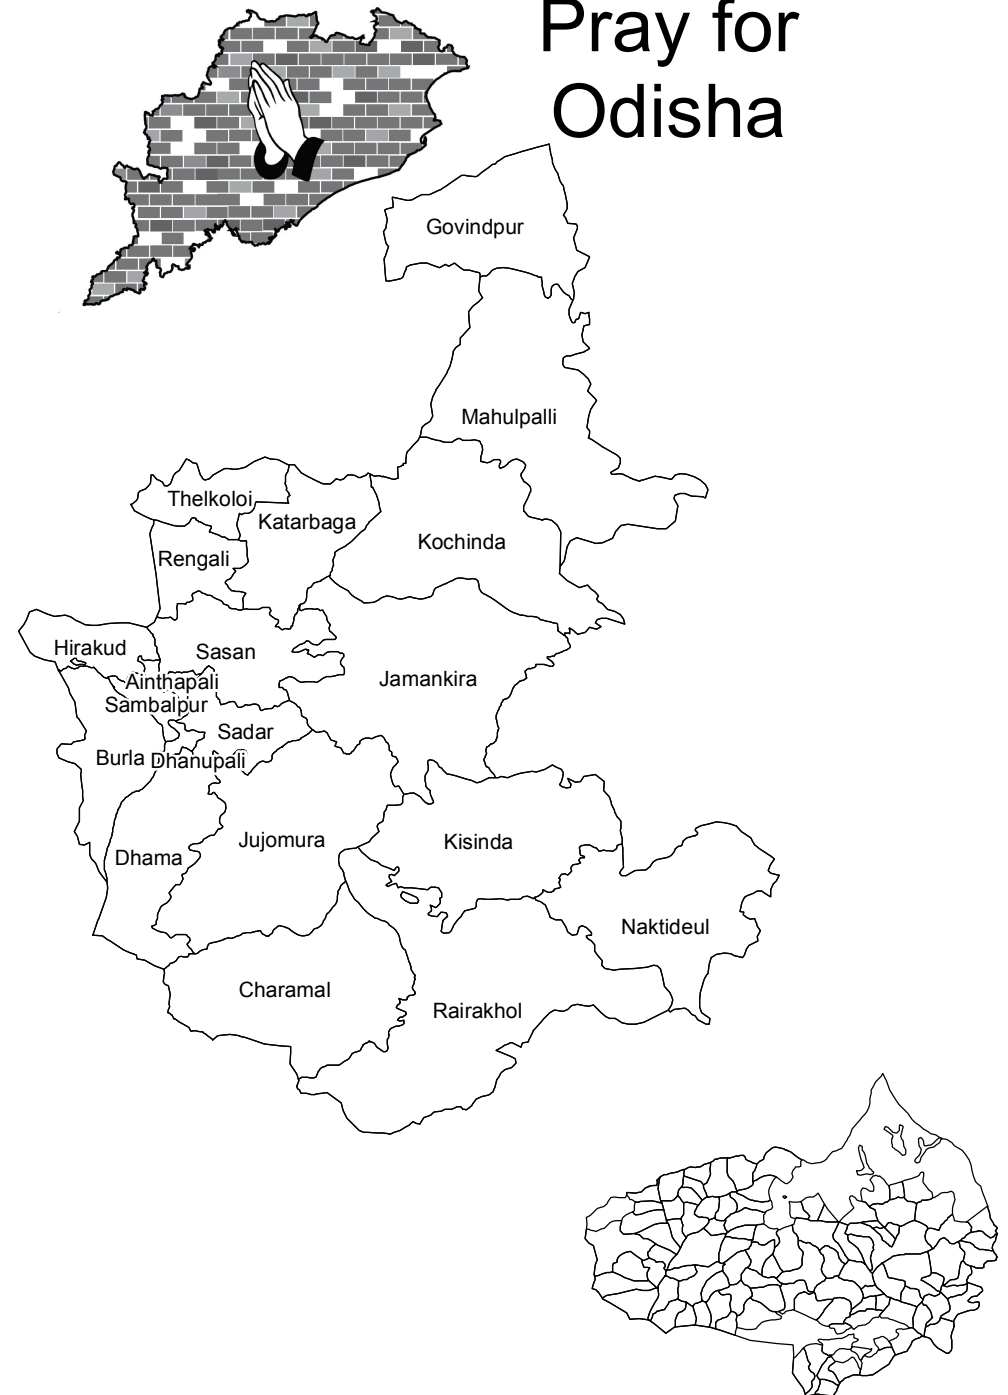 Pray for
Odisha
Govindpur
Mahulpalli
Thelkoloi
Katarbaga
Kochinda
Rengali
Hirakud
Sasan
Ainthapali
Jamankira
Sambalpur
Sadar
Burla
Dhanupali
Jujomura
Kisinda
Dhama
Naktideul
Charamal
Rairakhol